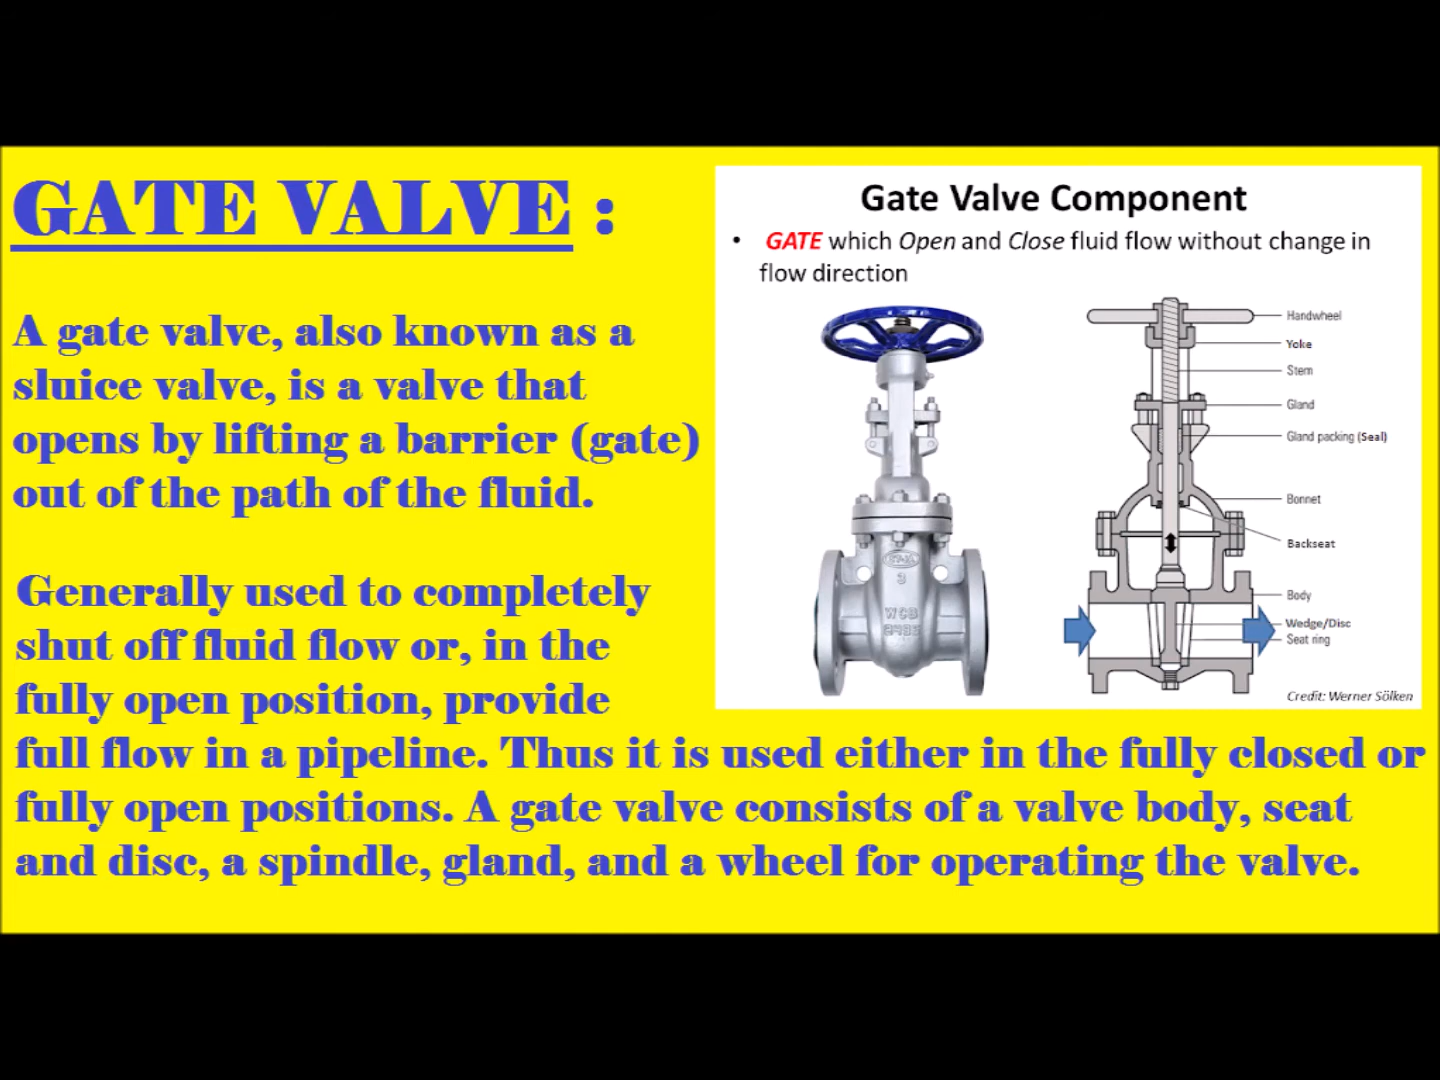 GATE VALVE :
A gate valve, also known as a
sluice valve, is a valve that
opens by lifting a barrier (gate)
out of the path of the fluid.
Generally used to completely
shut off fluid flow or, in the
fully open position, provide
full flow in a pipeline. Thus it is used either in the fully closed or
fully open positions. A gate valve consists of a valve body, seat
and disc, a spindle, gland, and a wheel for operating the valve.
Gate Valve Component
• GATE which Open and Close fluid flow without change in
flow direction
3
WCB
Handwheel
Yoke
Stem
Gland
Gland packing (Seal)
Bonnet
Backseat
Body
Wedge/Disc
Seat ring
Credit: Werner Sölken